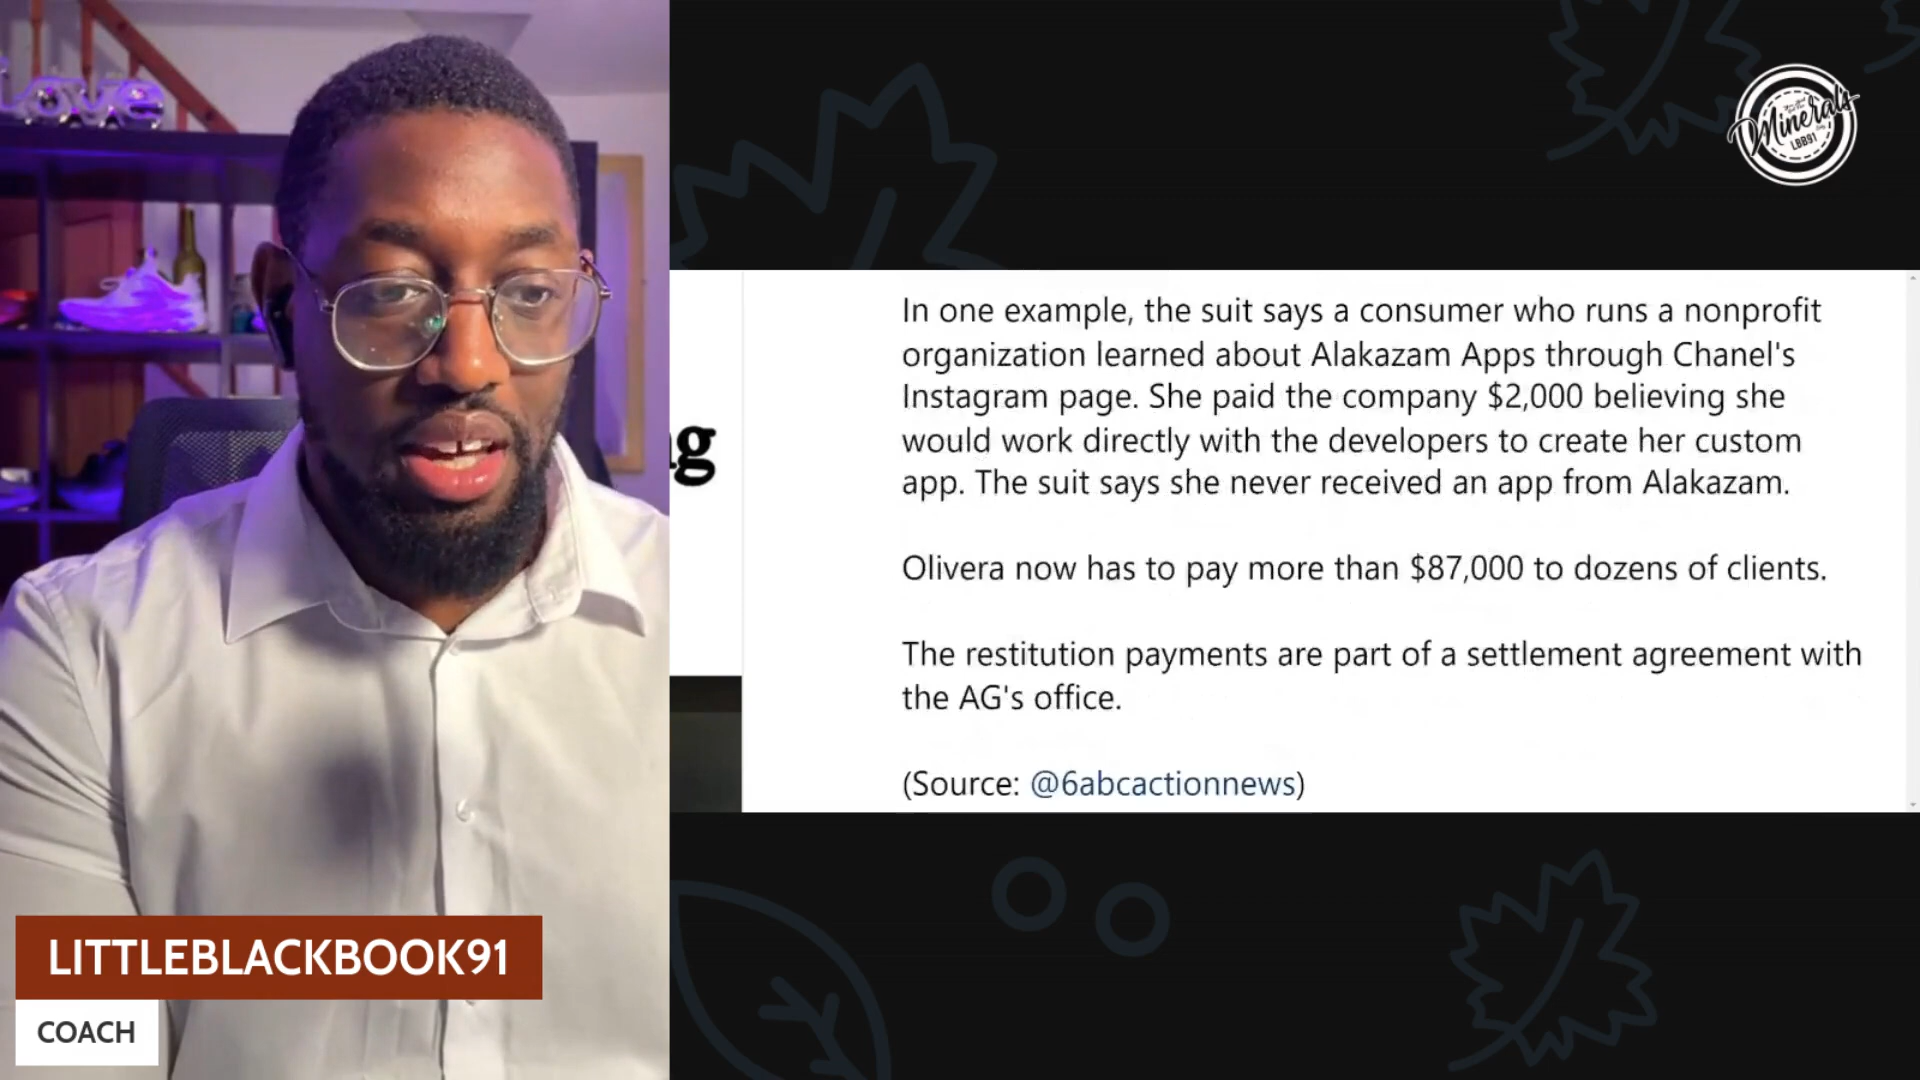 Love
Minerals
LBB91
ng
In one example, the suit says a consumer who runs a nonprofit
organization learned about Alakazam Apps through Chanel's
Instagram page. She paid the company $2,000 believing she
would work directly with the developers to create her custom
app. The suit says she never received an app from Alakazam.
Olivera now has to pay more than $87,000 to dozens of clients.
The restitution payments are part of a settlement agreement with
the AG's office.
(Source: @6abcactionnews)
LITTLEBLACKBOOK91
COACH